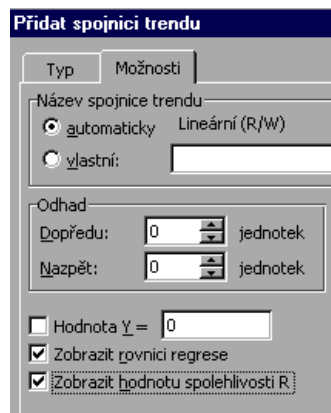 Přidat spojnici trendu
Typ Možnosti
Název spojnice trendu
automaticky Lineární (R/W)
vlastní:
Odhad
Dopředu: 0 jednotek
Nazpět: 0 jednotek
Hodnota Y = 0
Zobrazit rovnici regrese
Zobrazit hodnotu spolehlivosti R